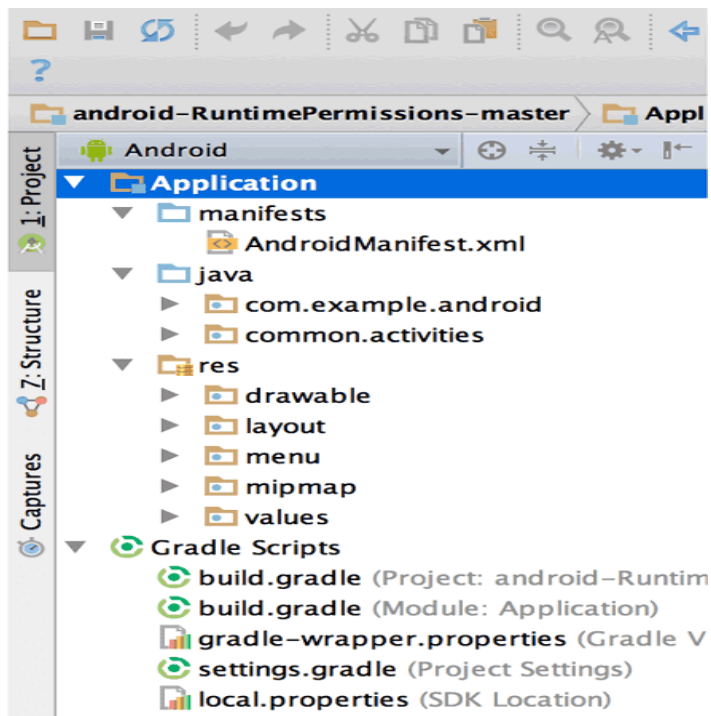 ?
android-RuntimePermissions-master
Appl
1: Project
Android
Application
manifests
AndroidManifest.xml
java
com.example.android
common.activities
res
drawable
layout
menu
mipmap
values
Z: Structure
Captures
Gradle Scripts
build.gradle (Project: android-Runtim
build.gradle (Module: Application)
gradle-wrapper.properties (Gradle V
settings.gradle (Project Settings)
local.properties (SDK Location)